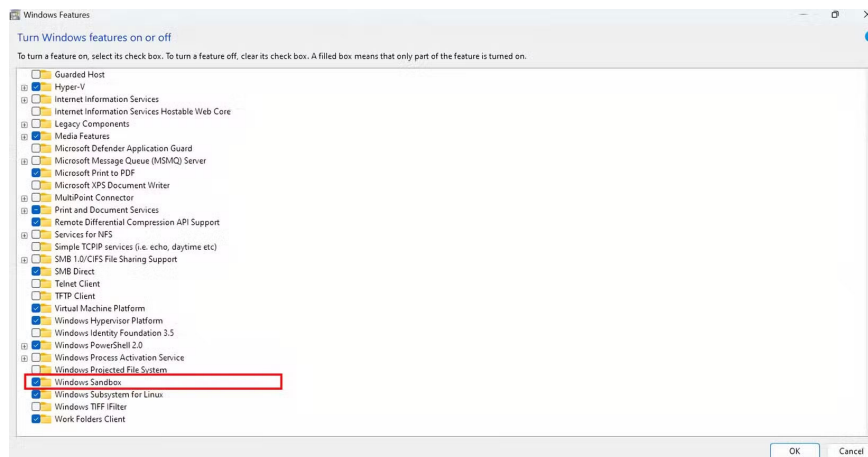 Windows Features
Turn Windows features on or off
To turn a feature on, select its check box. To turn a feature off, clear its check box. A filled box means that only part of the feature is turned on.
Guarded Host
Hyper-V
Internet Information Services
Internet Information Services Hostable Web Core
Legacy Components
Media Features
Microsoft Defender Application Guard
Microsoft Message Queue (MSMQ) Server
Microsoft Print to PDF
Microsoft XPS Document Writer
MultiPoint Connector
Print and Document Services
Remote Differential Compression API Support
Services for NFS
Simple TCPIP services (i.e. echo, daytime etc)
SMB 1.0/CIFS File Sharing Support
SMB Direct
Telnet Client
TFTP Client
Virtual Machine Platform
Windows Hypervisor Platform
Windows Identity Foundation 3.5
Windows PowerShell 2.0
Windows Process Activation Service
Windows Projected File System
Windows Sandbox
Windows Subsystem for Linux
Windows TIFF IFilter
Work Folders Client
OK Cancel